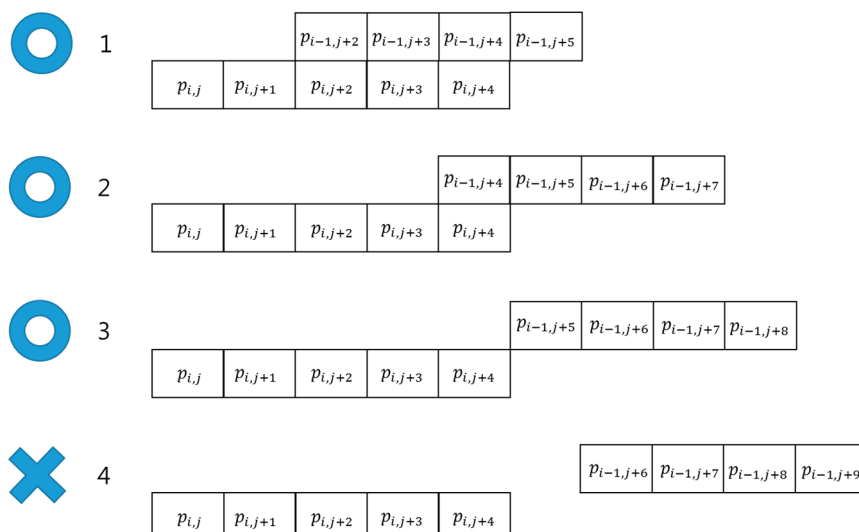 1 p_{i-1,j+2} p_{i-1,j+3} p_{i-1,j+4} p_{i-1,j+5}
p_{i,j} p_{i,j+1} p_{i,j+2} p_{i,j+3} p_{i,j+4}
2 p_{i-1,j+4} p_{i-1,j+5} p_{i-1,j+6} p_{i-1,j+7}
p_{i,j} p_{i,j+1} p_{i,j+2} p_{i,j+3} p_{i,j+4}
3 p_{i-1,j+5} p_{i-1,j+6} p_{i-1,j+7} p_{i-1,j+8}
p_{i,j} p_{i,j+1} p_{i,j+2} p_{i,j+3} p_{i,j+4}
4 p_{i-1,j+6} p_{i-1,j+7} p_{i-1,j+8} p_{i-1,j+9}
p_{i,j} p_{i,j+1} p_{i,j+2} p_{i,j+3} p_{i,j+4}